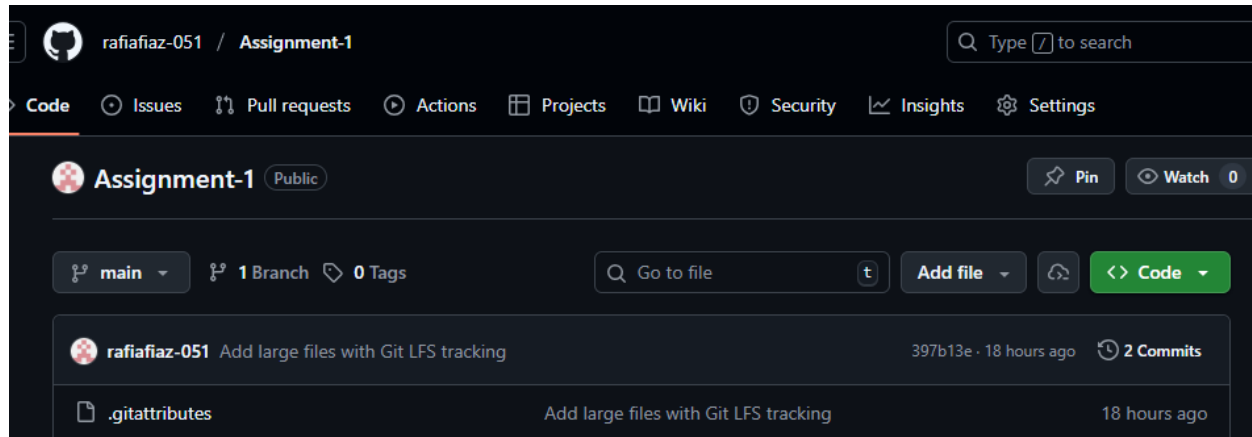 rafiafiaz-051 / Assignment-1 Type / to search
Code Issues Pull requests Actions Projects Wiki Security Insights Settings
Assignment-1 Public Pin Watch 0
main 1 Branch 0 Tags Go to file t Add file Code
rafiafiaz-051 Add large files with Git LFS tracking 397b13e · 18 hours ago 2 Commits
.gitattributes Add large files with Git LFS tracking 18 hours ago